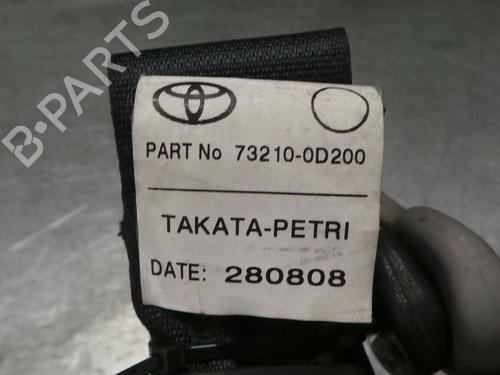 B-PARTS
PART No 73210-0D200
TAKATA-PETRI
DATE: 280808